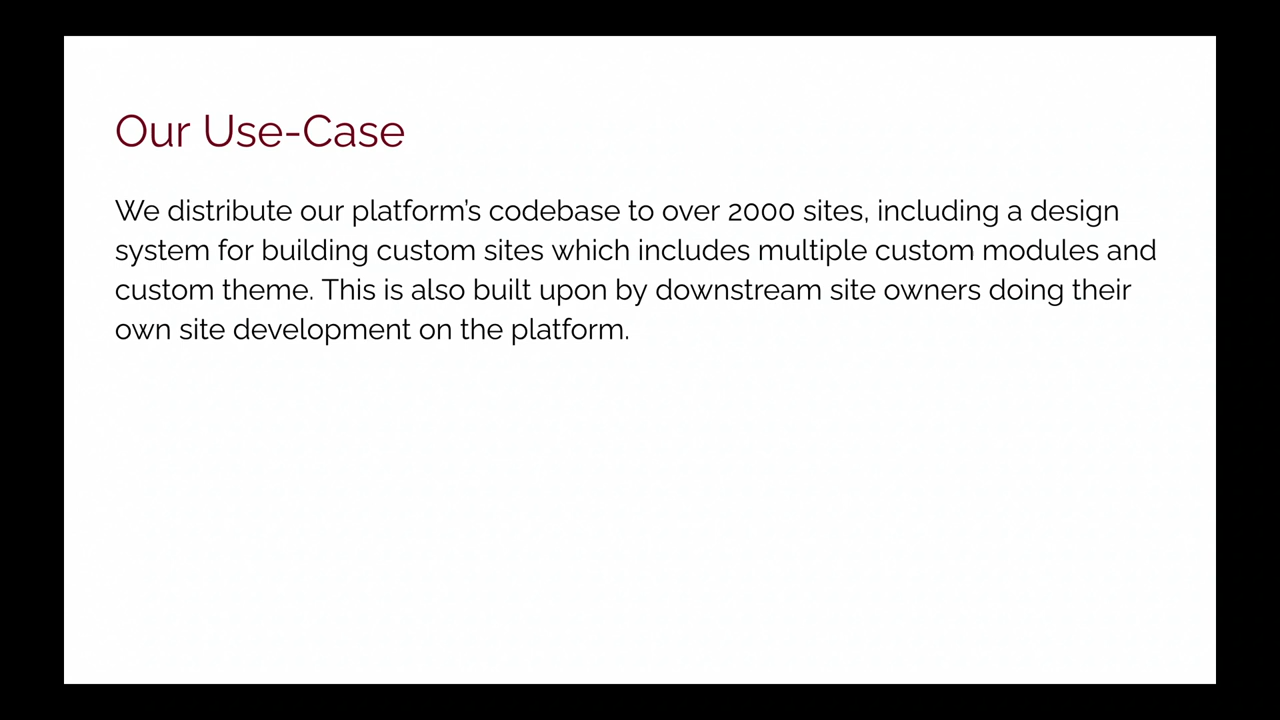 Our Use-Case
We distribute our platform's codebase to over 2000 sites, including a design
system for building custom sites which includes multiple custom modules and
custom theme. This is also built upon by downstream site owners doing their
own site development on the platform.